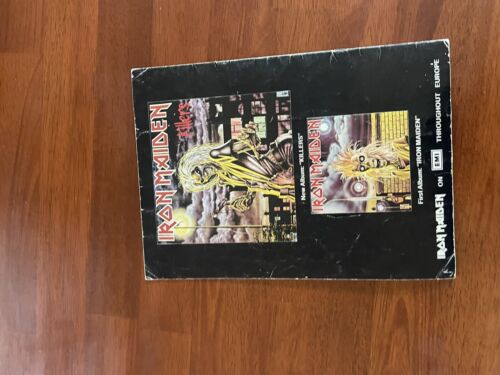 IRON MAIDEN
Killers
New Album: "KILLERS"
IRON MAIDEN
First Album: "IRON MAIDEN"
IRON MAIDEN ON EMI THROUGHOUT EUROPE